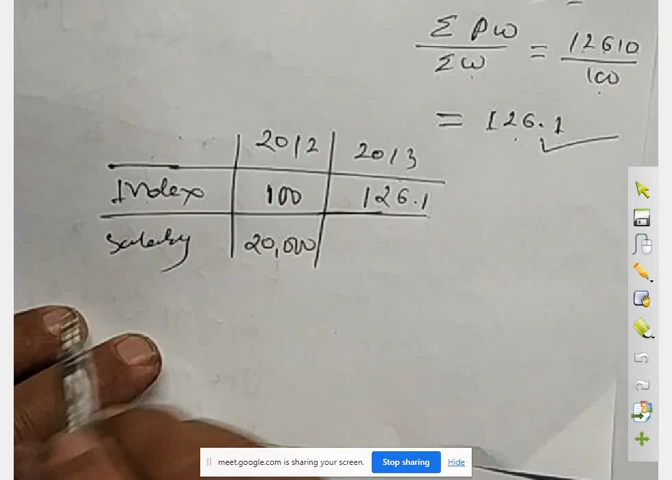 Σ PW
Σ W
= 12610
100
= 126.1
2012 2013
Index 100 126.1
Salary 20,000
meet.google.com is sharing your screen. Stop sharing Hide